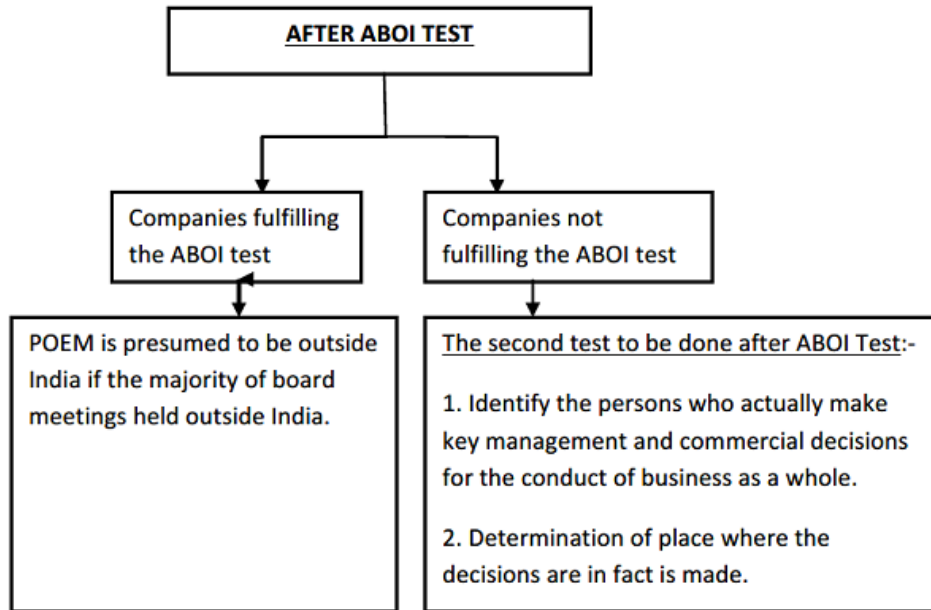 AFTER ABOI TEST
Companies fulfilling
the ABOI test
Companies not
fulfilling the ABOI test
POEM is presumed to be outside
India if the majority of board
meetings held outside India.
The second test to be done after ABOI Test:-
1. Identify the persons who actually make
key management and commercial decisions
for the conduct of business as a whole.
2. Determination of place where the
decisions are in fact is made.